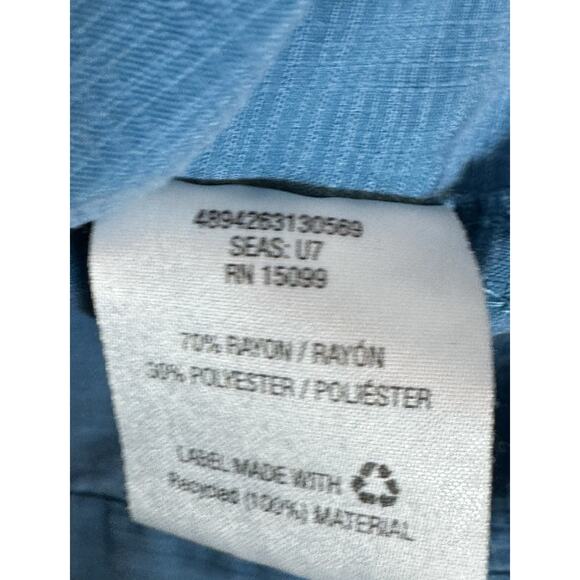 4894263130569
SEAS: U7
RN 15099
70% RAYON / RAYÓN
30% POLYESTER / POLIÉSTER
LABEL MADE WITH
Recycled (100%) MATERIAL